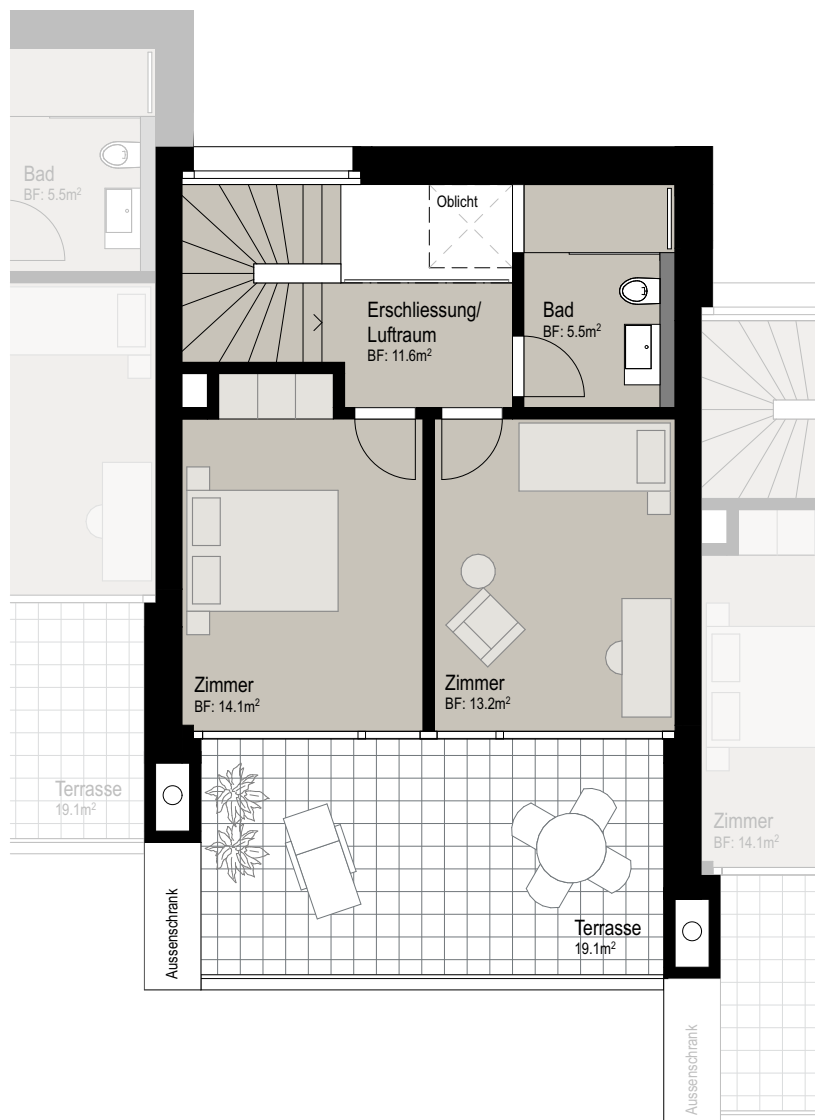 Bad
BF: 5.5m²
Oblicht
Erschliessung/
Luftraum
BF: 11.6m²
Bad
BF: 5.5m²
Zimmer
BF: 14.1m²
Zimmer
BF: 13.2m²
Terrasse
19.1m²
Zimmer
BF: 14.1m²
Aussenschrank
Terrasse
19.1m²
Aussenschrank